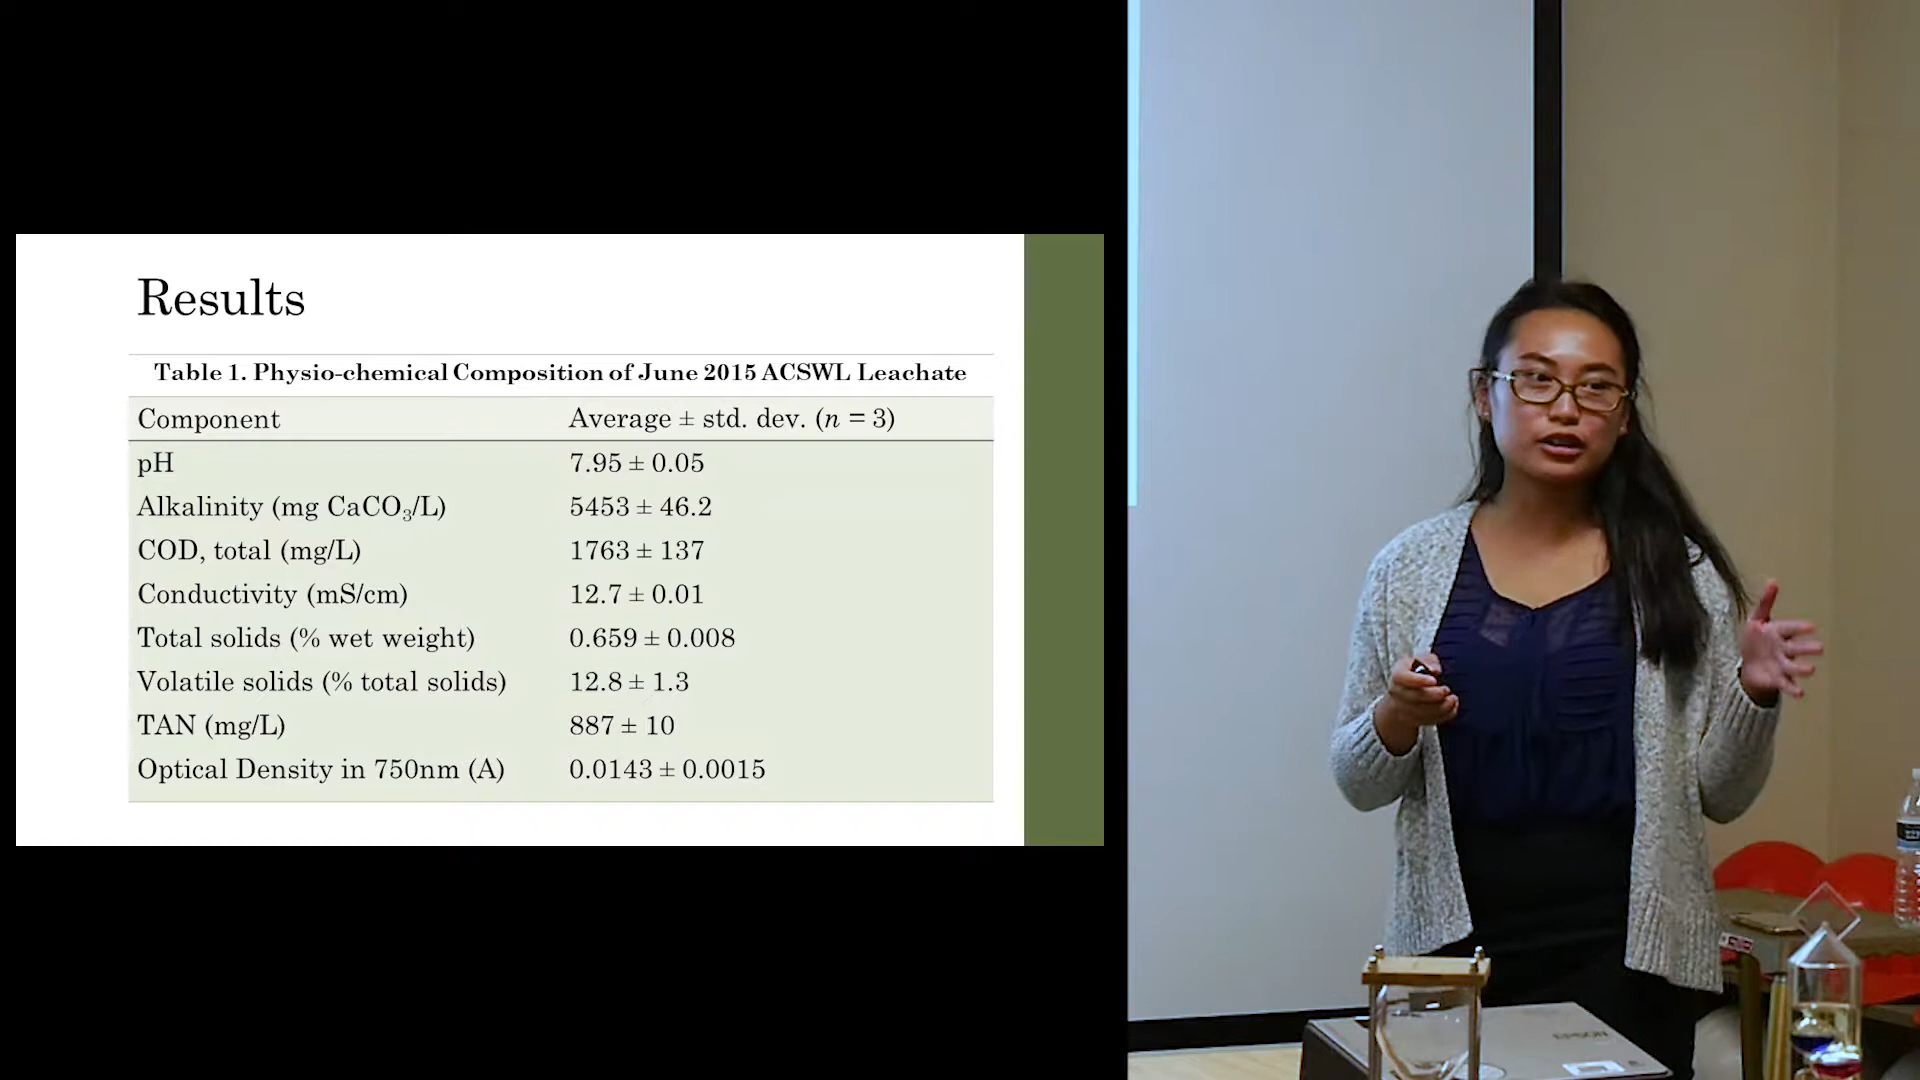 Results
Table 1. Physio-chemical Composition of June 2015 ACSWL Leachate
Component Average ± std. dev. (n = 3)
pH 7.95 ± 0.05
Alkalinity (mg CaCO₃/L) 5453 ± 46.2
COD, total (mg/L) 1763 ± 137
Conductivity (mS/cm) 12.7 ± 0.01
Total solids (% wet weight) 0.659 ± 0.008
Volatile solids (% total solids) 12.8 ± 1.3
TAN (mg/L) 887 ± 10
Optical Density in 750nm (A) 0.0143 ± 0.0015
EPSON